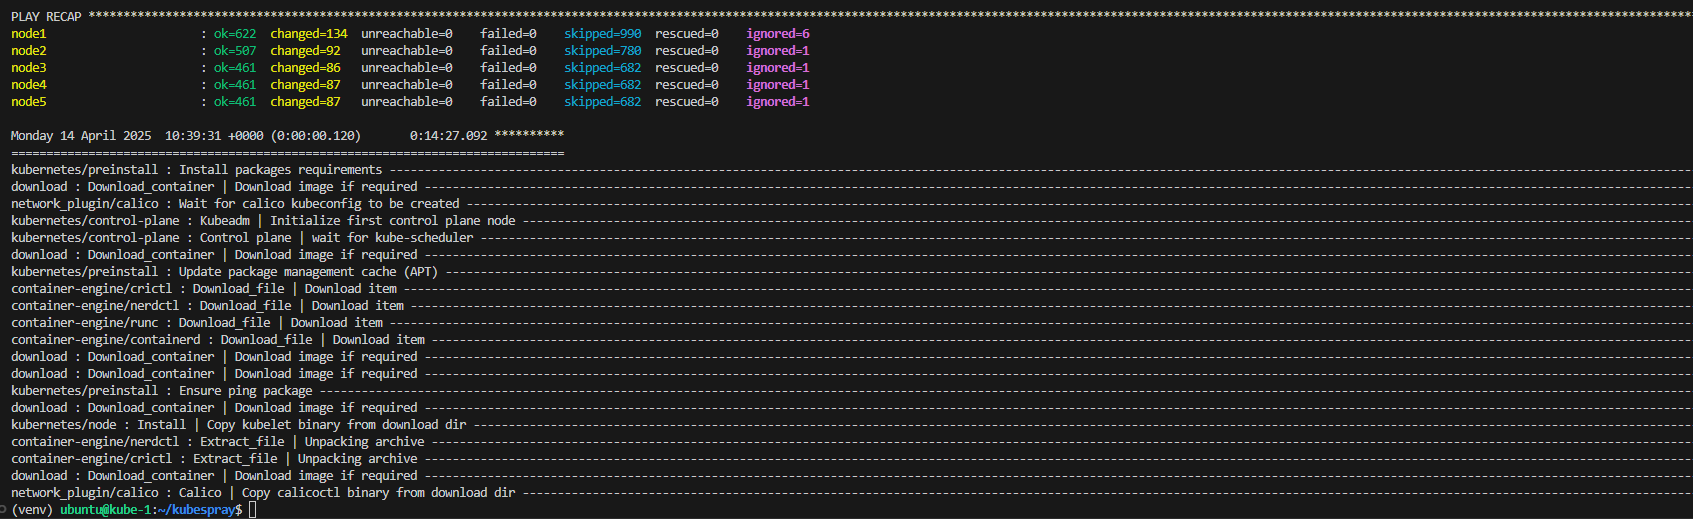 PLAY RECAP ****************************************************************************************************
node1                      : ok=622  changed=134  unreachable=0    failed=0    skipped=990  rescued=0    ignored=6
node2                      : ok=507  changed=92   unreachable=0    failed=0    skipped=780  rescued=0    ignored=1
node3                      : ok=461  changed=86   unreachable=0    failed=0    skipped=682  rescued=0    ignored=1
node4                      : ok=461  changed=87   unreachable=0    failed=0    skipped=682  rescued=0    ignored=1
node5                      : ok=461  changed=87   unreachable=0    failed=0    skipped=682  rescued=0    ignored=1
Monday 14 April 2025  10:39:31 +0000 (0:00:00.120)       0:14:27.092 **********
===============================================================================
kubernetes/preinstall : Install packages requirements ----------
download : Download_container | Download image if required ----------
network_plugin/calico : Wait for calico kubeconfig to be created ----------
kubernetes/control-plane : Kubeadm | Initialize first control plane node ----------
kubernetes/control-plane : Control plane | wait for kube-scheduler ----------
download : Download_container | Download image if required ----------
kubernetes/preinstall : Update package management cache (APT) ----------
container-engine/crictl : Download_file | Download item ----------
container-engine/nerdctl : Download_file | Download item ----------
container-engine/runc : Download_file | Download item ----------
container-engine/containerd : Download_file | Download item ----------
download : Download_container | Download image if required ----------
download : Download_container | Download image if required ----------
kubernetes/preinstall : Ensure ping package ----------
download : Download_container | Download image if required ----------
kubernetes/node : Install | Copy kubelet binary from download dir ----------
container-engine/nerdctl : Extract_file | Unpacking archive ----------
container-engine/crictl : Extract_file | Unpacking archive ----------
download : Download_container | Download image if required ----------
network_plugin/calico : Calico | Copy calicoctl binary from download dir ----------
(venv) ubuntu@kube-1:~/kubespray$